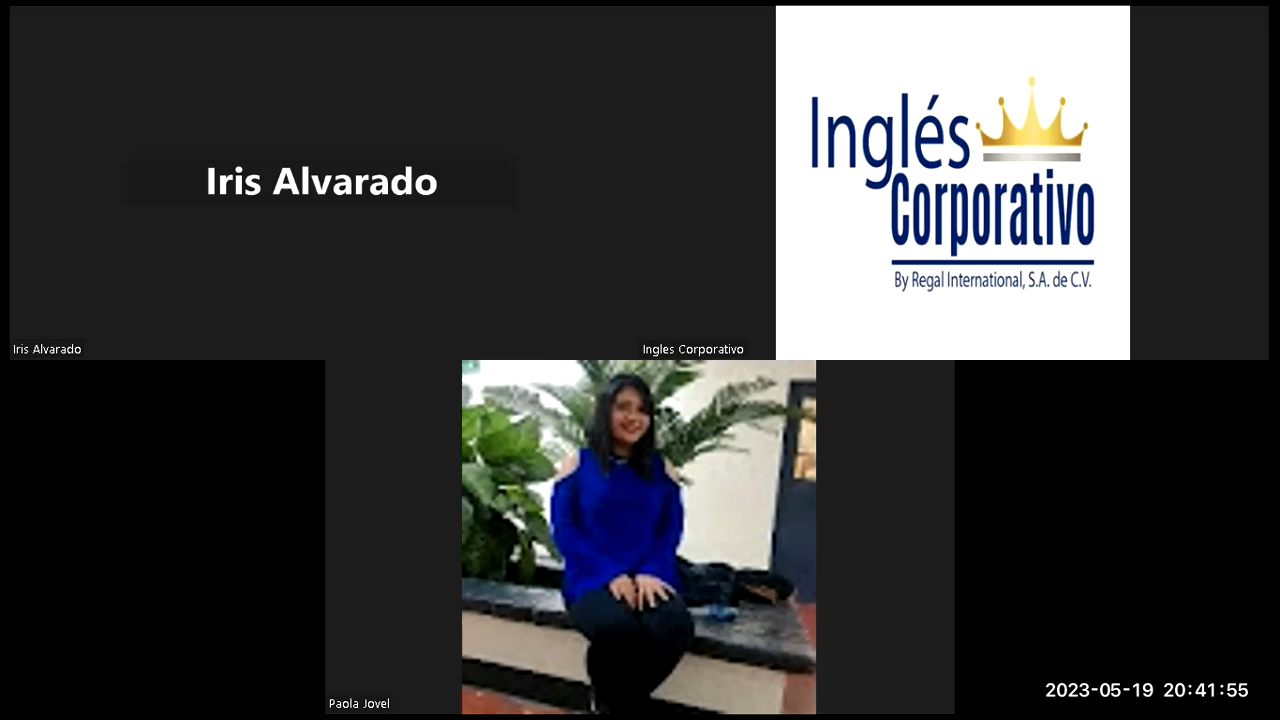 Iris Alvarado
Inglés
Corporativo
By Regal International, S.A. de C.V.
Iris Alvarado
Ingles Corporativo
Paola Jovel
2023-05-19 20:41:55